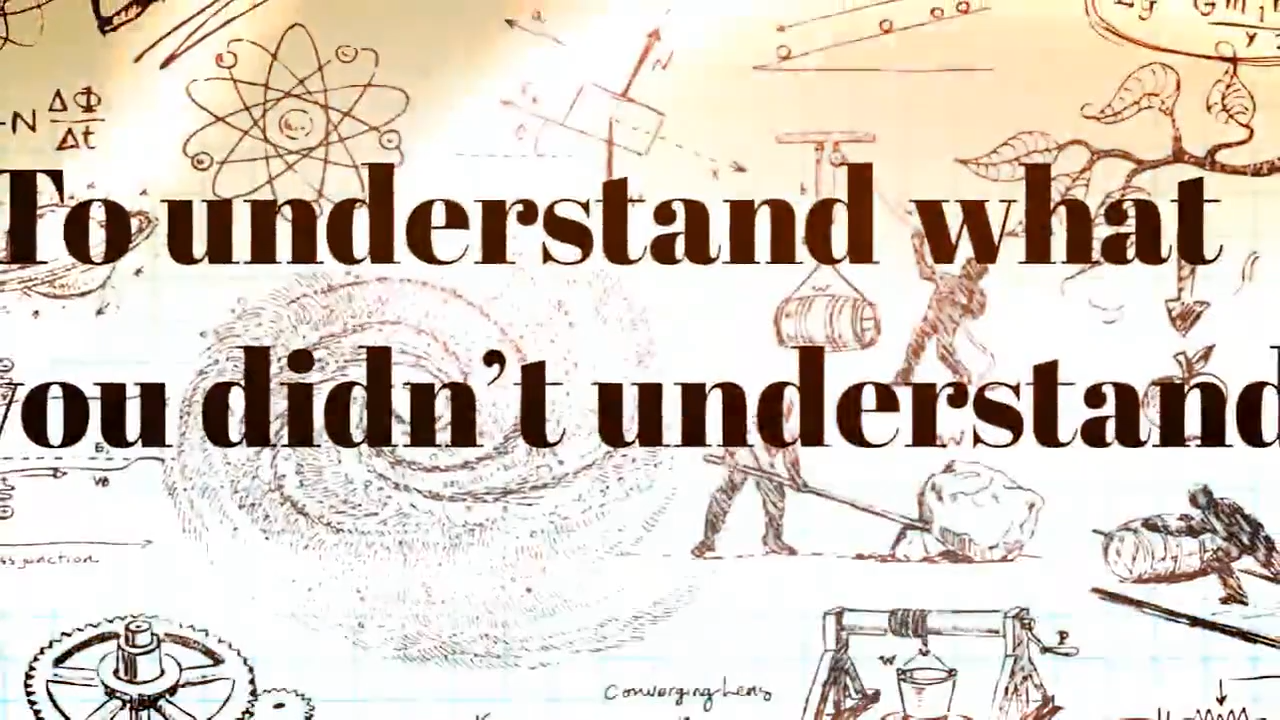 -N ΔΦ
Δt
N
To understand what
W
you didn't understand
P
W
Converging Lens